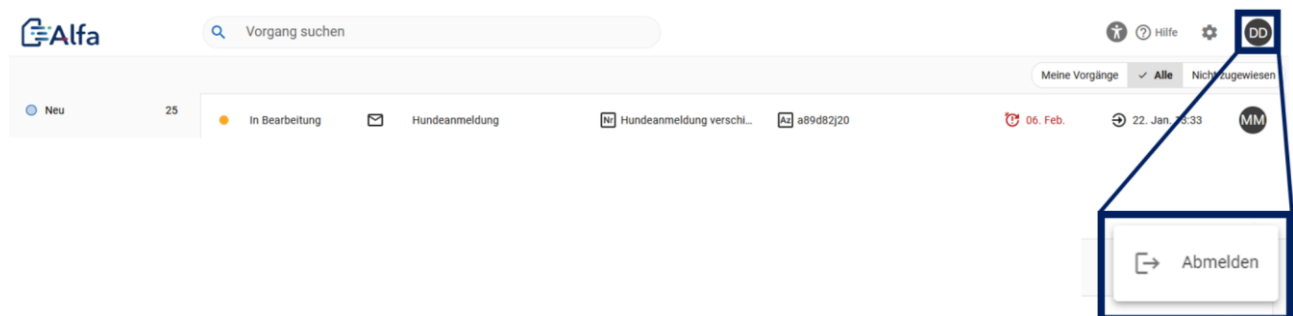 Alfa
Vorgang suchen
Hilfe
DD
Meine Vorgänge Alle Nicht zugewiesen
Neu 25
In Bearbeitung Hundeanmeldung Nr Hundeanmeldung verschi... Az a89d82j20 06. Feb. 22. Jan. 13:33 MM
Abmelden